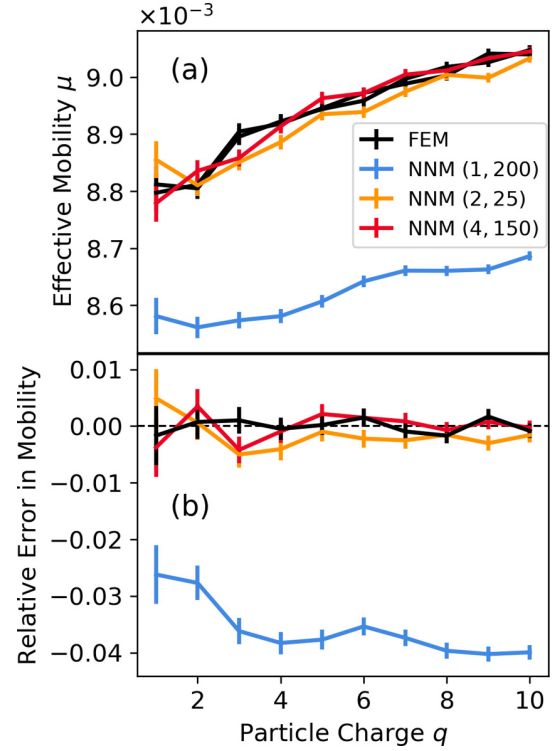 ×10⁻³
(a)
9.0
8.9
8.8
8.7
8.6
Effective Mobility μ
FEM
NNM (1, 200)
NNM (2, 25)
NNM (4, 150)
0.01
0.00
−0.01
−0.02
−0.03
−0.04
Relative Error in Mobility
(b)
2 4 6 8 10
Particle Charge q